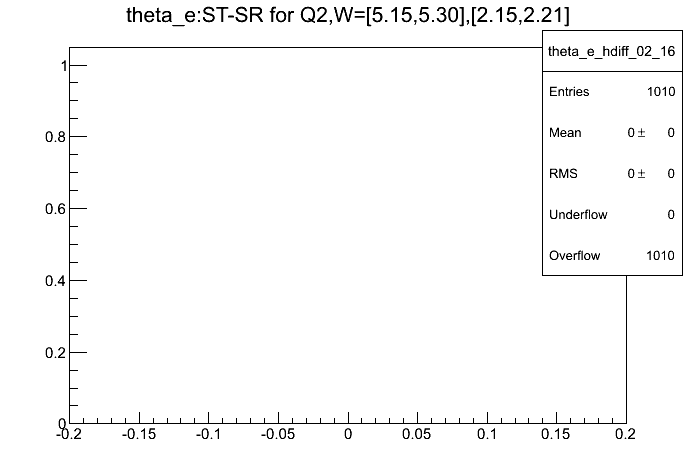 theta_e:ST-SR for Q2,W=[5.15,5.30],[2.15,2.21]
theta_e_hdiff_02_16
Entries 1010
Mean 0 ± 0
RMS 0 ± 0
Underflow 0
Overflow 1010
1
0.8
0.6
0.4
0.2
0
-0.2 -0.15 -0.1 -0.05 0 0.05 0.1 0.15 0.2